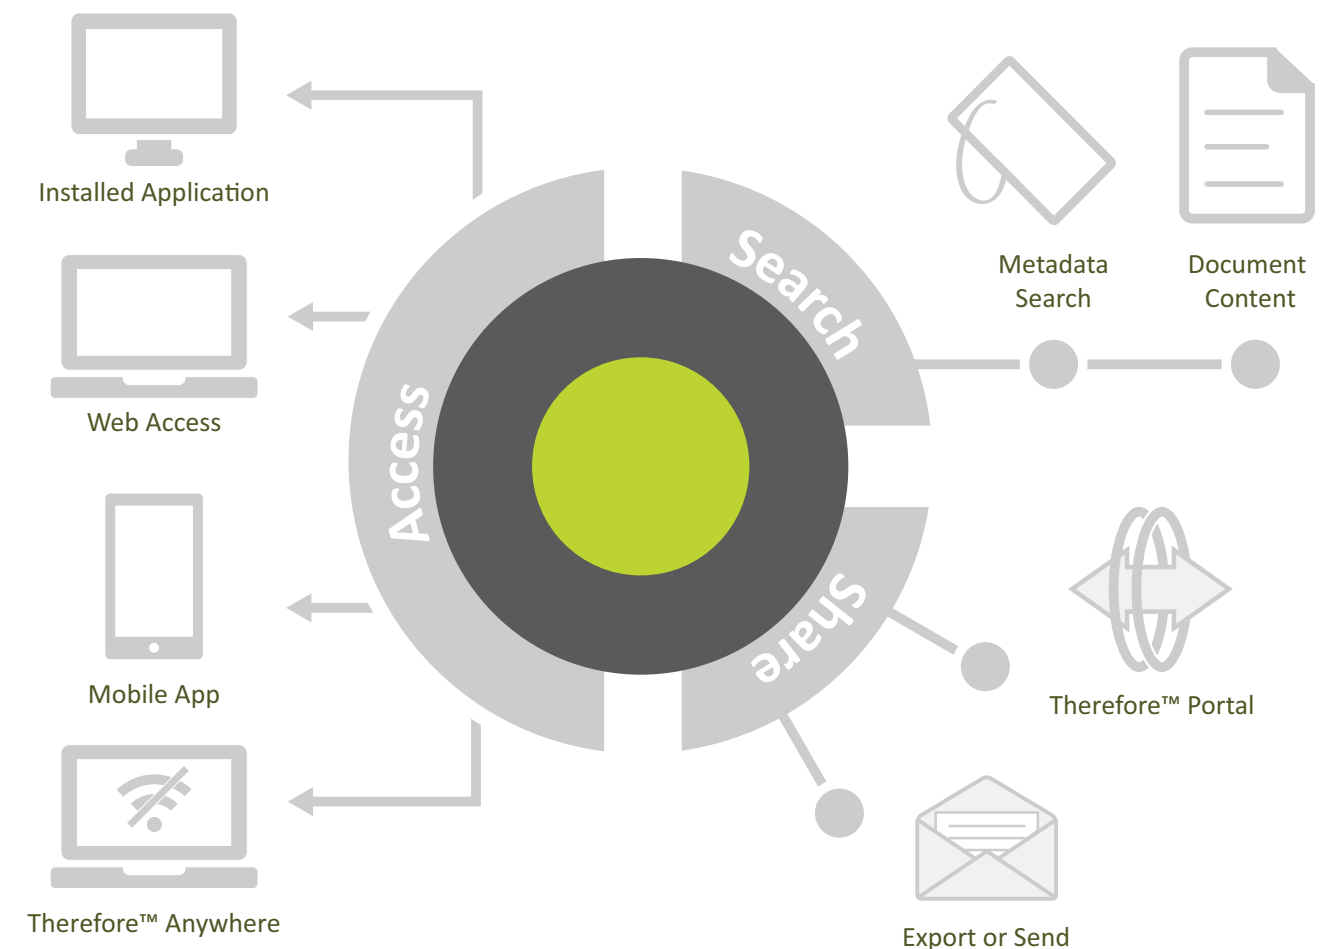 Installed Application
Web Access
Mobile App
Therefore™ Anywhere
Access
Search
Share
Metadata
Search
Document
Content
Therefore™ Portal
Export or Send